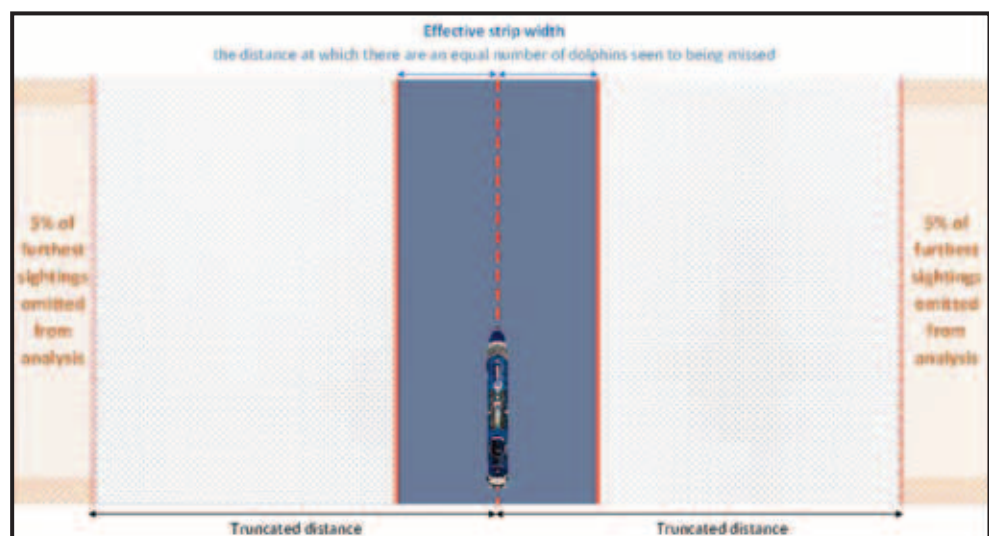 Effective strip width
the distance at which there are an equal number of dolphins seen to being missed
5% of
furthest
sightings
omitted
from
analysis
5% of
furthest
sightings
omitted
from
analysis
Truncated distance
Truncated distance